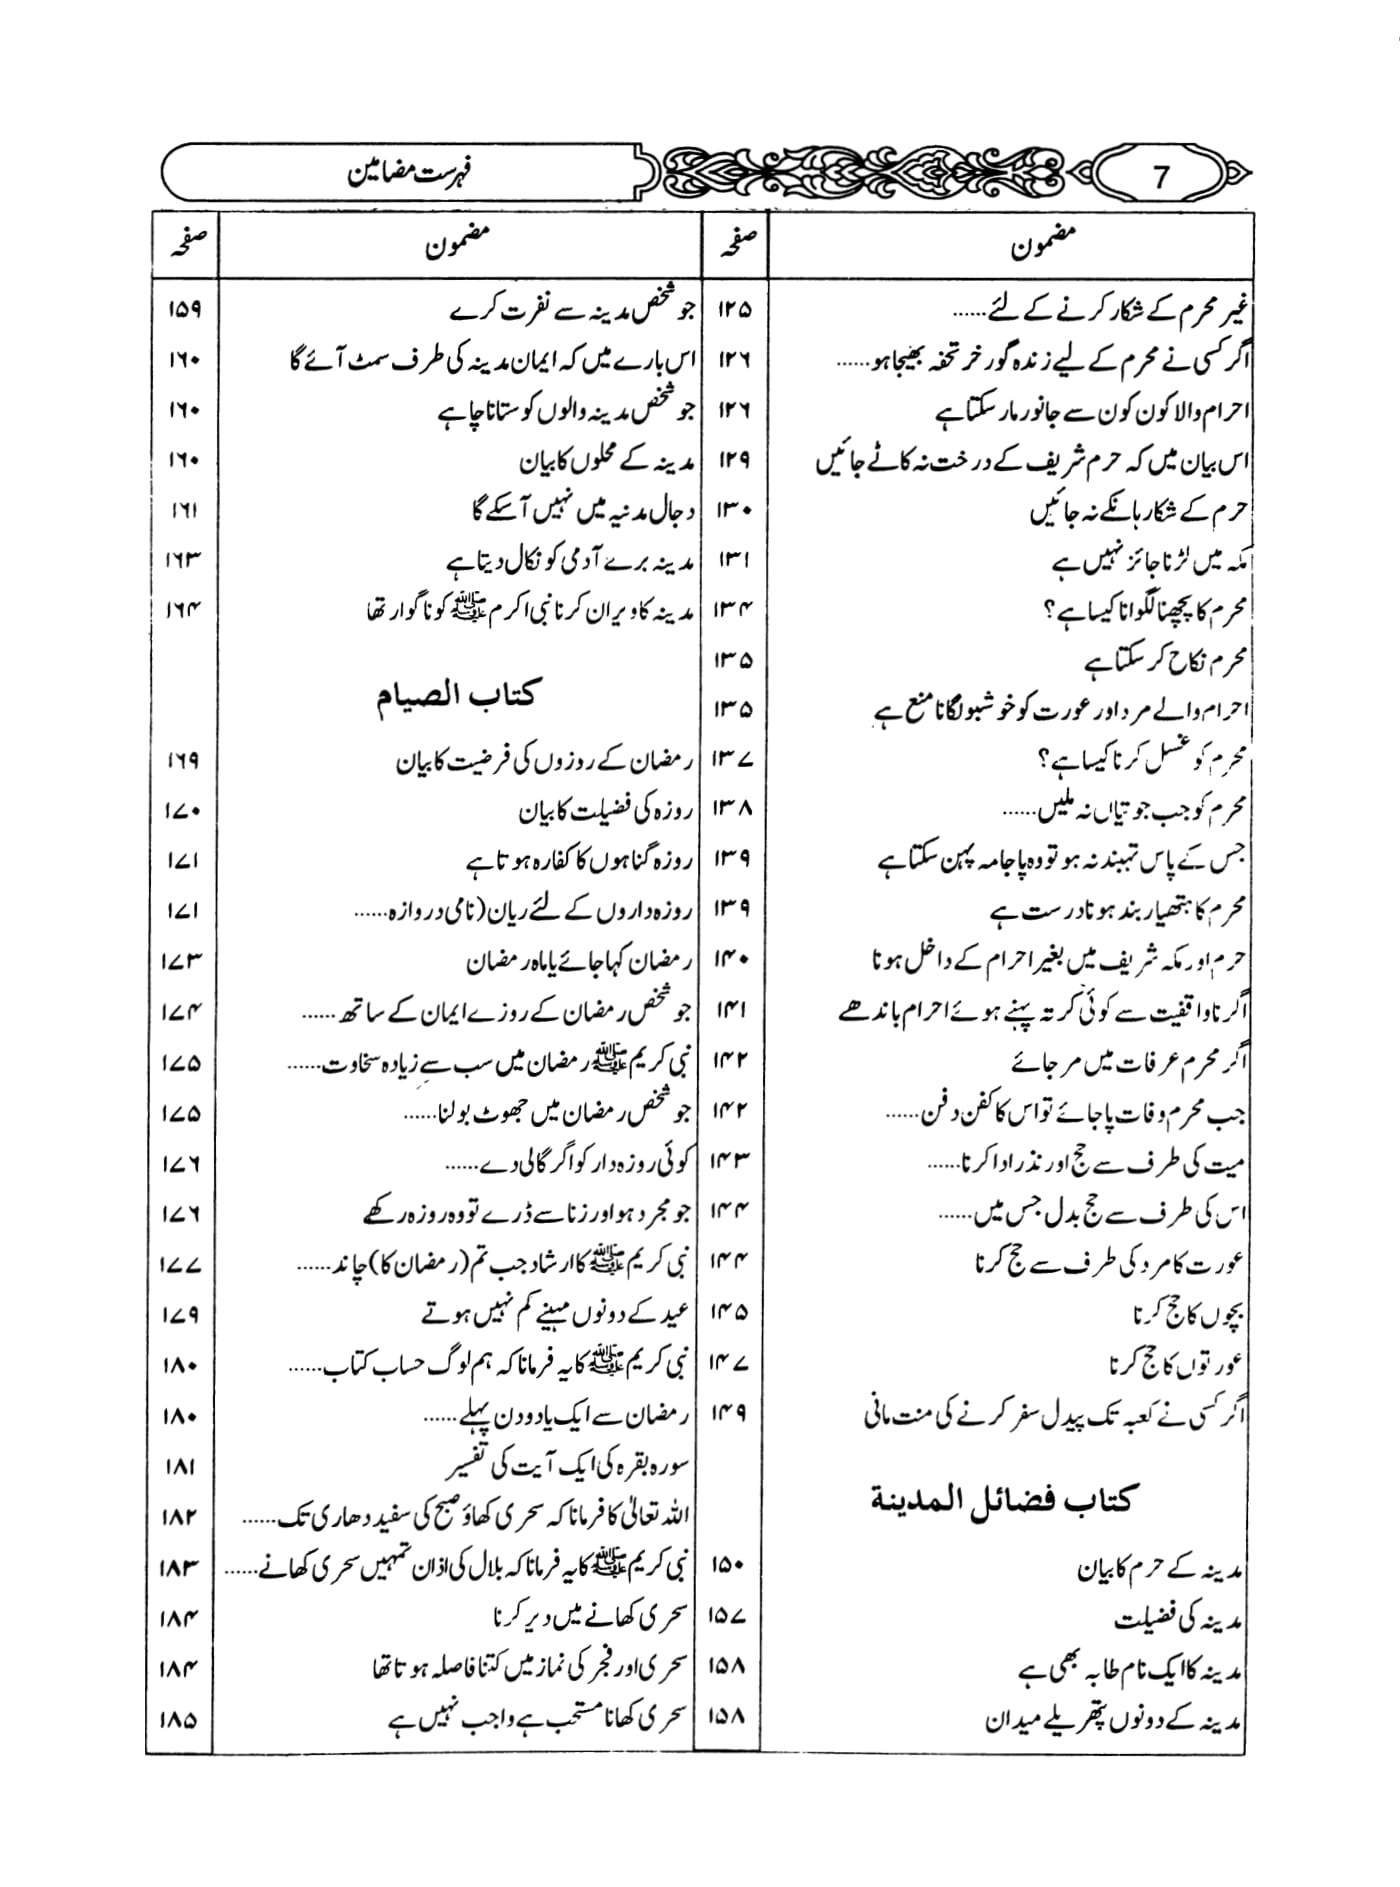 7
فہرست مضامین
مضمون صفحہ
غیر محرم کے شکار کرنے کے لئے...... ۱۲۵
اگر کسی نے محرم کے لیے زندہ گورخر تحفہ بھیجا ہو...... ۱۲۶
احرام والا کون کون سے جانور مار سکتا ہے ۱۲۶
اس بیان میں کہ حرم شریف کے درخت نہ کاٹے جائیں ۱۲۹
حرم کے شکار ہانکے نہ جائیں ۱۳۰
مکہ میں لڑنا جائز نہیں ہے ۱۳۱
محرم کا پچھنا لگوانا کیسا ہے؟ ۱۳۴
محرم نکاح کر سکتا ہے ۱۳۵
احرام والے مرد اور عورت کو خوشبو لگانا منع ہے ۱۳۵
محرم کو غسل کرنا کیسا ہے؟ ۱۳۷
محرم کو جب جوتیاں نہ ملیں...... ۱۳۸
جس کے پاس تہبند نہ ہو تو وہ پاجامہ پہن سکتا ہے ۱۳۹
محرم کا ہتھیار بند ہونا درست ہے ۱۳۹
حرم اور مکہ شریف میں بغیر احرام کے داخل ہونا ۱۴۰
اگر ناواقفیت سے کوئی کرتہ پہنے ہوئے احرام باندھے ۱۴۱
اگر محرم عرفات میں مر جائے ۱۴۲
جب محرم وفات پا جائے تو اس کا کفن دفن...... ۱۴۲
میت کی طرف سے حج اور نذر ادا کرنا...... ۱۴۳
اس کی طرف سے حج بدل جس میں...... ۱۴۴
عورت کا مرد کی طرف سے حج کرنا ۱۴۴
بچوں کا حج کرنا ۱۴۵
عورتوں کا حج کرنا ۱۴۷
اگر کسی نے کعبہ تک پیدل سفر کرنے کی منت مانی ۱۴۹
كتاب فضائل المدينة
مدینہ کے حرم کا بیان ۱۵۰
مدینہ کی فضیلت ۱۵۷
مدینہ کا ایک نام طابہ بھی ہے ۱۵۸
مدینہ کے دونوں پتھریلے میدان ۱۵۸
مضمون صفحہ
جو شخص مدینہ سے نفرت کرے ۱۵۹
اس بارے میں کہ ایمان مدینہ کی طرف سمٹ آئے گا ۱۶۰
جو شخص مدینہ والوں کو ستانا چاہے ۱۶۰
مدینہ کے محلوں کا بیان ۱۶۰
دجال مدنیہ میں نہیں آ سکے گا ۱۶۱
مدینہ برے آدمی کو نکال دیتا ہے ۱۶۳
مدینہ کا ویران کرنا نبی اکرم ﷺ کو ناگوار تھا ۱۶۴
كتاب الصيام
رمضان کے روزوں کی فرضیت کا بیان ۱۶۹
روزہ کی فضیلت کا بیان ۱۷۰
روزہ گناہوں کا کفارہ ہوتا ہے ۱۷۱
روزہ داروں کے لئے ریان (نامی دروازہ...... ۱۷۱
رمضان کہا جائے یا ماہ رمضان ۱۷۳
جو شخص رمضان کے روزے ایمان کے ساتھ...... ۱۷۴
نبی کریم ﷺ رمضان میں سب سے زیادہ سخاوت...... ۱۷۵
جو شخص رمضان میں جھوٹ بولنا...... ۱۷۵
کوئی روزہ دار کو اگر گالی دے...... ۱۷۶
جو مجرد ہو اور زنا سے ڈرے تو وہ روزہ رکھے ۱۷۶
نبی کریم ﷺ کا ارشاد جب تم (رمضان کا) چاند...... ۱۷۷
عید کے دونوں مہینے کم نہیں ہوتے ۱۷۹
نبی کریم ﷺ کا یہ فرمانا کہ ہم لوگ حساب کتاب...... ۱۸۰
رمضان سے ایک یا دو دن پہلے...... ۱۸۰
سورہ بقرہ کی ایک آیت کی تفسیر ۱۸۱
اللہ تعالیٰ کا فرمانا کہ سحری کھاؤ صبح کی سفید دھاری تک...... ۱۸۲
نبی کریم ﷺ کا یہ فرمانا کہ بلال کی اذان تمہیں سحری کھانے...... ۱۸۳
سحری کھانے میں دیر کرنا ۱۸۴
سحری اور فجر کی نماز میں کتنا فاصلہ ہوتا تھا ۱۸۴
سحری کھانا مستحب ہے واجب نہیں ہے ۱۸۵